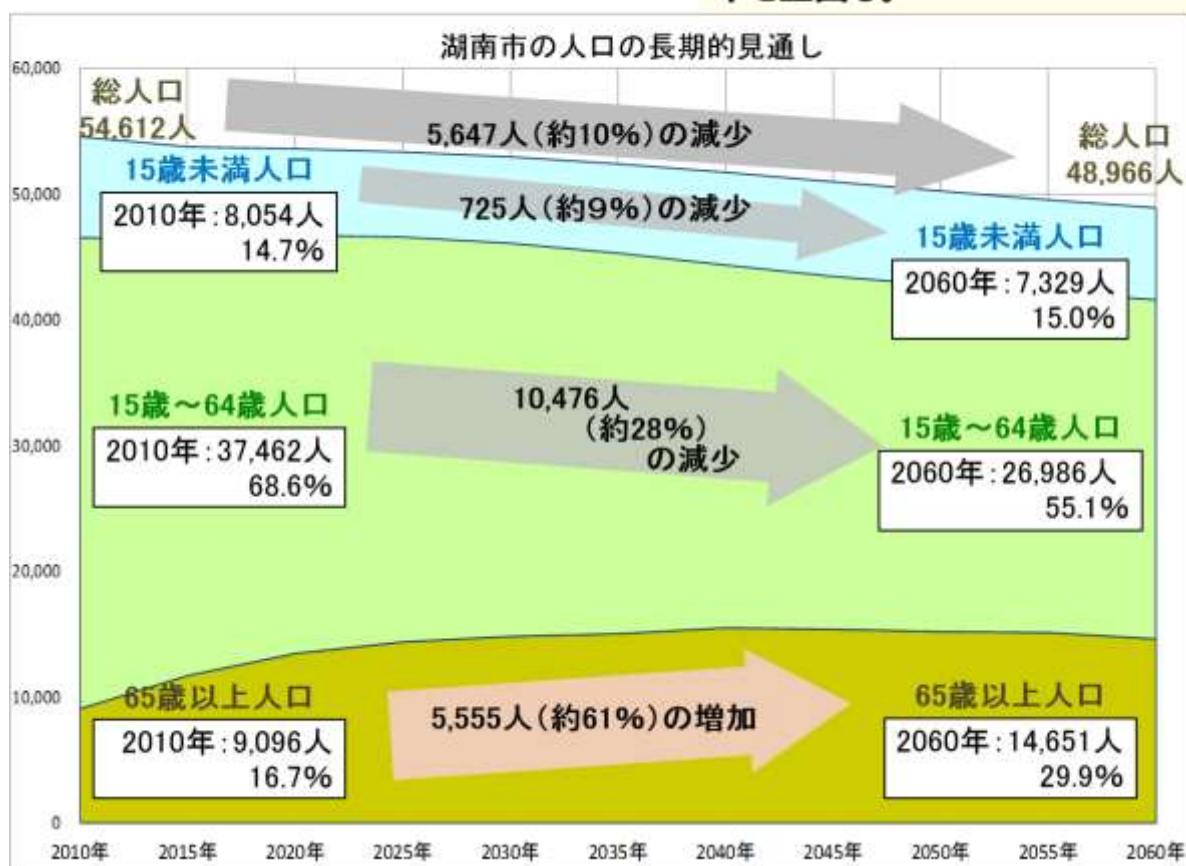 湖南市の人口の長期的見通し
60,000
50,000
40,000
30,000
20,000
10,000
0
総人口
54,612人
5,647人(約10%)の減少
総人口
48,966人
15歳未満人口
2010年:8,054人
14.7%
725人(約9%)の減少
15歳未満人口
2060年:7,329人
15.0%
15歳～64歳人口
2010年:37,462人
68.6%
10,476人
(約28%)
の減少
15歳～64歳人口
2060年:26,986人
55.1%
65歳以上人口
2010年:9,096人
16.7%
5,555人(約61%)の増加
65歳以上人口
2060年:14,651人
29.9%
2010年 2015年 2020年 2025年 2030年 2035年 2040年 2045年 2050年 2055年 2060年